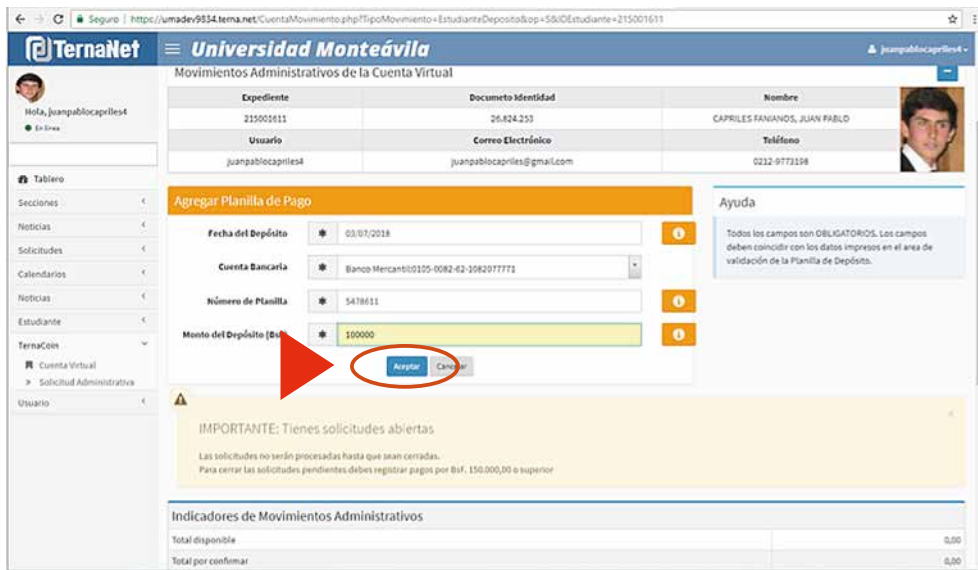 Seguro | https://umadev9834.terna.net/CuentaMovimiento.php?TipoMovimiento=EstudianteDeposito&op=S&IDEstudiante=215001611
TernaNet
Universidad Monteávila
juanpablocapriles4
Hola, juanpablocapriles4
En línea
Tablero
Secciones
Noticias
Solicitudes
Calendarios
Noticias
Estudiante
TernaCoin
Cuenta Virtual
Solicitud Administrativa
Usuario
Movimientos Administrativos de la Cuenta Virtual
Expediente Documeto Identidad Nombre
215001611 26.824.253 CAPRILES FANIANOS, JUAN PABLO
Usuario Correo Electrónico Teléfono
juanpablocapriles4 juanpablocapriles@gmail.com 0212-9773198
Agregar Planilla de Pago
Fecha del Depósito 03/07/2018
Cuenta Bancaria Banco Mercantil:0105-0082-62-1082077771
Número de Planilla 5478611
Monto del Depósito 100000
Aceptar Cancelar
Ayuda
Todos los campos son OBLIGATORIOS. Los campos
deben coincidir con los datos impresos en el area de
validación de la Planilla de Depósito.
IMPORTANTE: Tienes solicitudes abiertas
Las solicitudes no serán procesadas hasta que sean cerradas.
Para cerrar las solicitudes pendientes debes registrar pagos por BsF. 150.000,00 o superior
Indicadores de Movimientos Administrativos
Total disponible 0,00
Total por confirmar 0,00